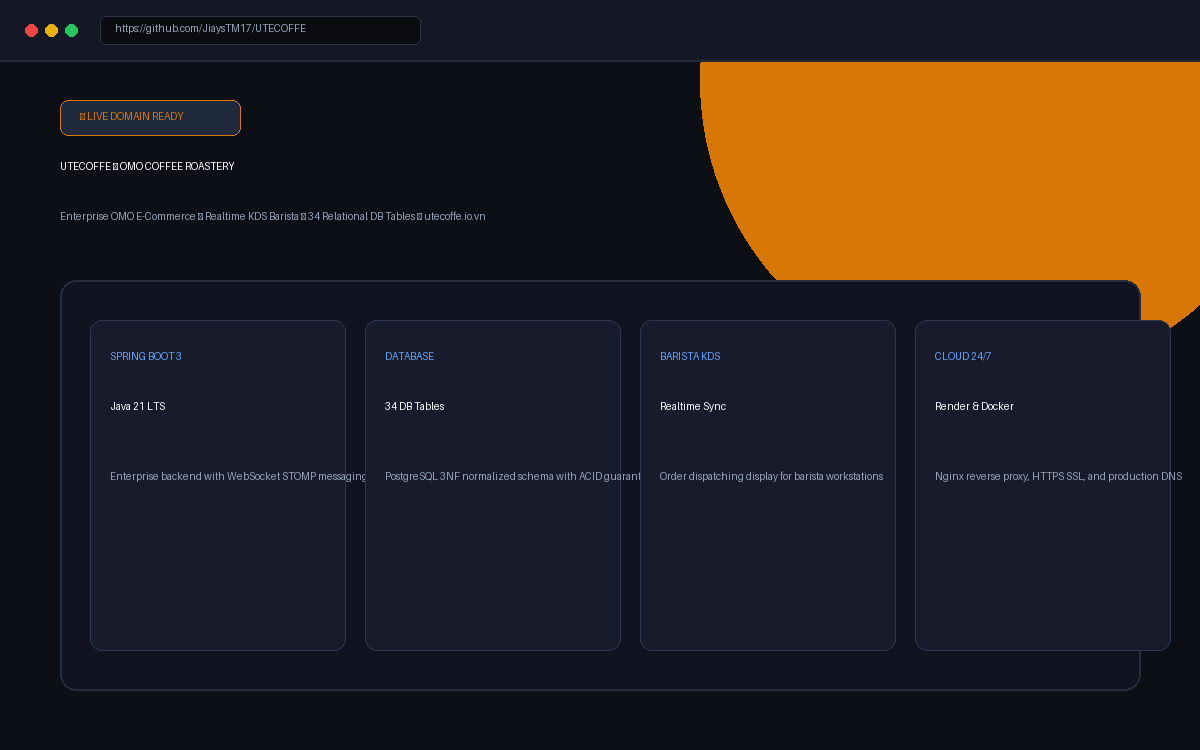 https://github.com/JiaysTM17/UTECOFFE
LIVE DOMAIN READY
UTECOFFE OMO COFFEE ROASTERY
Enterprise OMO E-Commerce Realtime KDS Barista 34 Relational DB Tables utecoffe.io.vn
SPRING BOOT 3
Java 21 LTS
Enterprise backend with WebSocket STOMP messaging
DATABASE
34 DB Tables
PostgreSQL 3NF normalized schema with ACID guarant
BARISTA KDS
Realtime Sync
Order dispatching display for barista workstations
CLOUD 24/7
Render & Docker
Nginx reverse proxy, HTTPS SSL, and production DNS